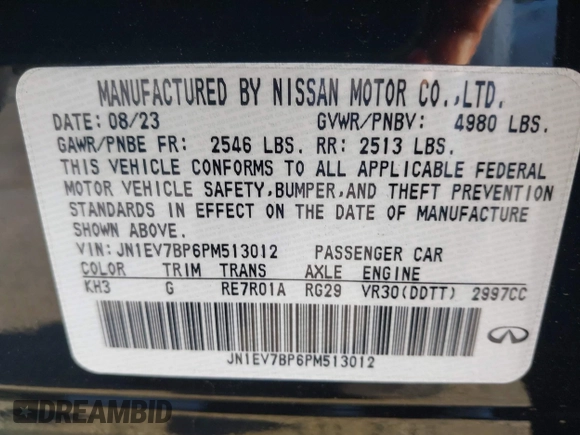 MANUFACTURED BY NISSAN MOTOR CO.,LTD.
DATE: 08/23 GVWR/PNBV: 4980 LBS.
GAWR/PNBE FR: 2546 LBS. RR: 2513 LBS.
THIS VEHICLE CONFORMS TO ALL APPLICABLE FEDERAL
MOTOR VEHICLE SAFETY,BUMPER,AND THEFT PREVENTION
STANDARDS IN EFFECT ON THE DATE OF MANUFACTURE
SHOWN ABOVE.
VIN:JN1EV7BP6PM513012 PASSENGER CAR
COLOR TRIM TRANS AXLE ENGINE
KH3 G RE7R01A RG29 VR30(DDTT) 2997CC
JN1EV7BP6PM513012
DREAMBID